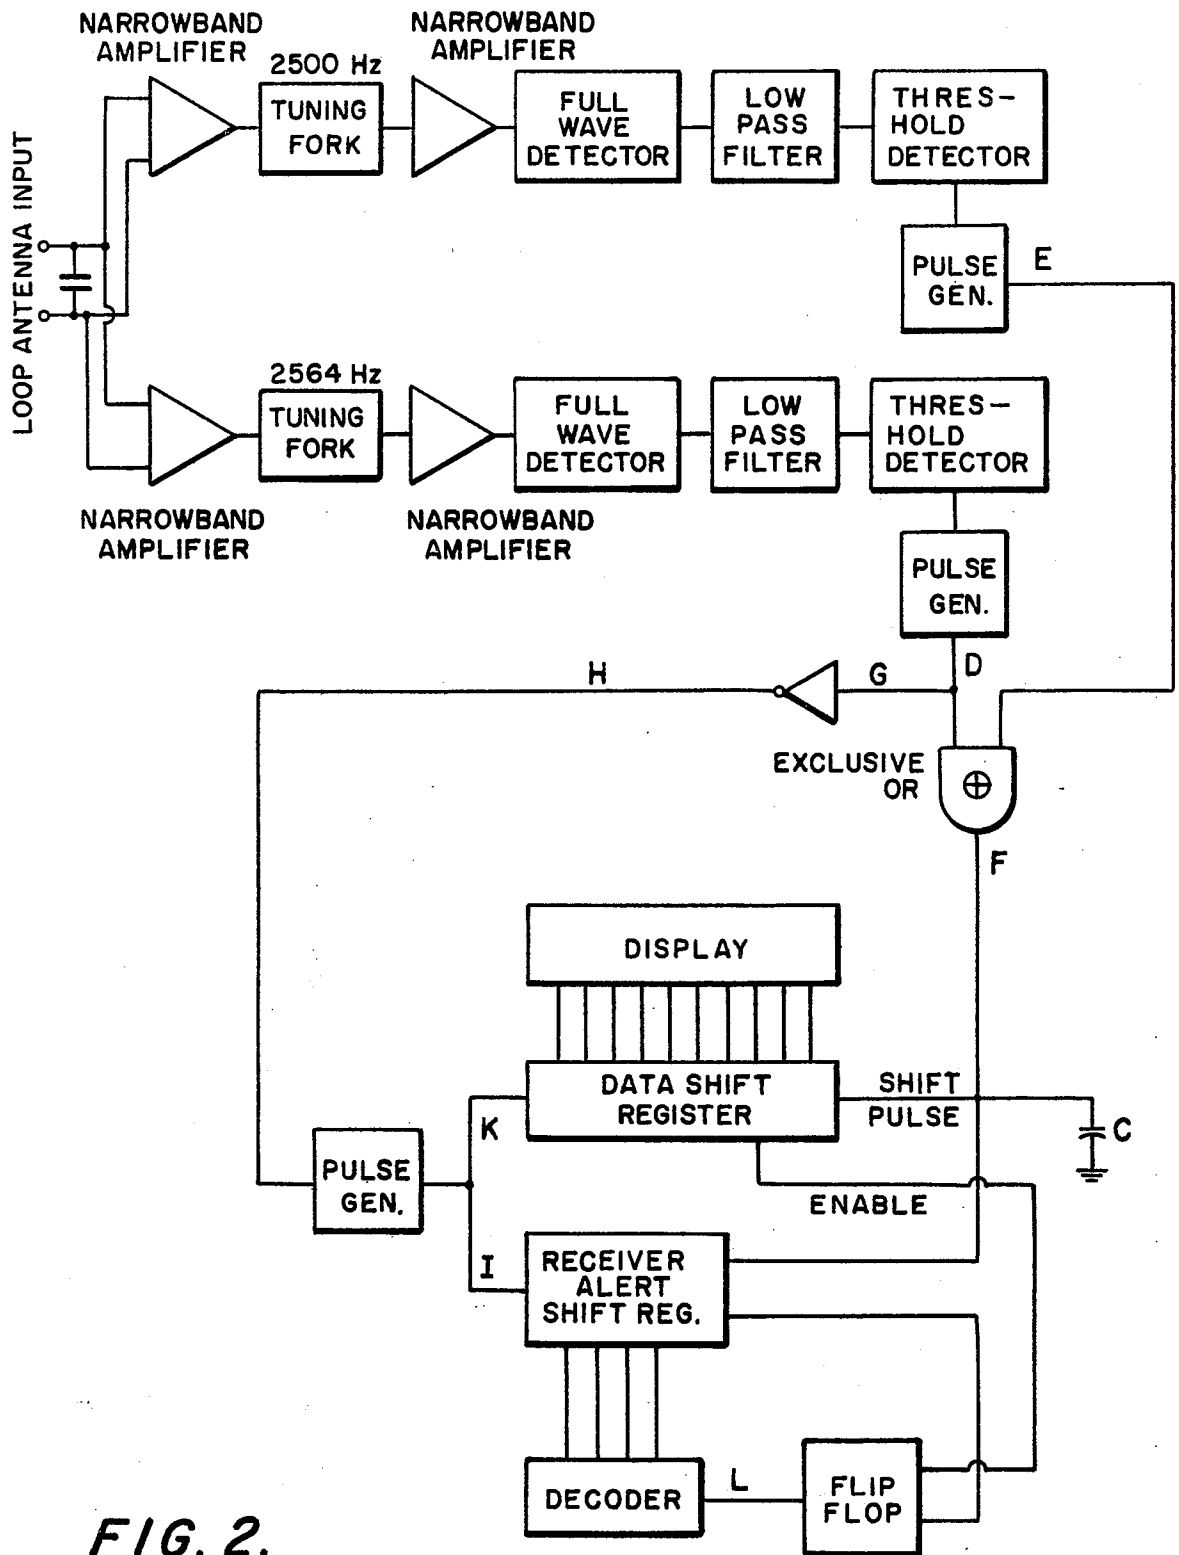 NARROWBAND
AMPLIFIER
NARROWBAND
AMPLIFIER
2500 Hz
TUNING
FORK
FULL
WAVE
DETECTOR
LOW
PASS
FILTER
THRES-
HOLD
DETECTOR
LOOP ANTENNA INPUT
PULSE
GEN.
E
2564 Hz
TUNING
FORK
FULL
WAVE
DETECTOR
LOW
PASS
FILTER
THRES-
HOLD
DETECTOR
NARROWBAND
AMPLIFIER
NARROWBAND
AMPLIFIER
PULSE
GEN.
D
G
H
EXCLUSIVE
OR
F
DISPLAY
DATA SHIFT
REGISTER
SHIFT
PULSE
C
K
PULSE
GEN.
ENABLE
I
RECEIVER
ALERT
SHIFT REG.
DECODER
L
FLIP
FLOP
FIG. 2.